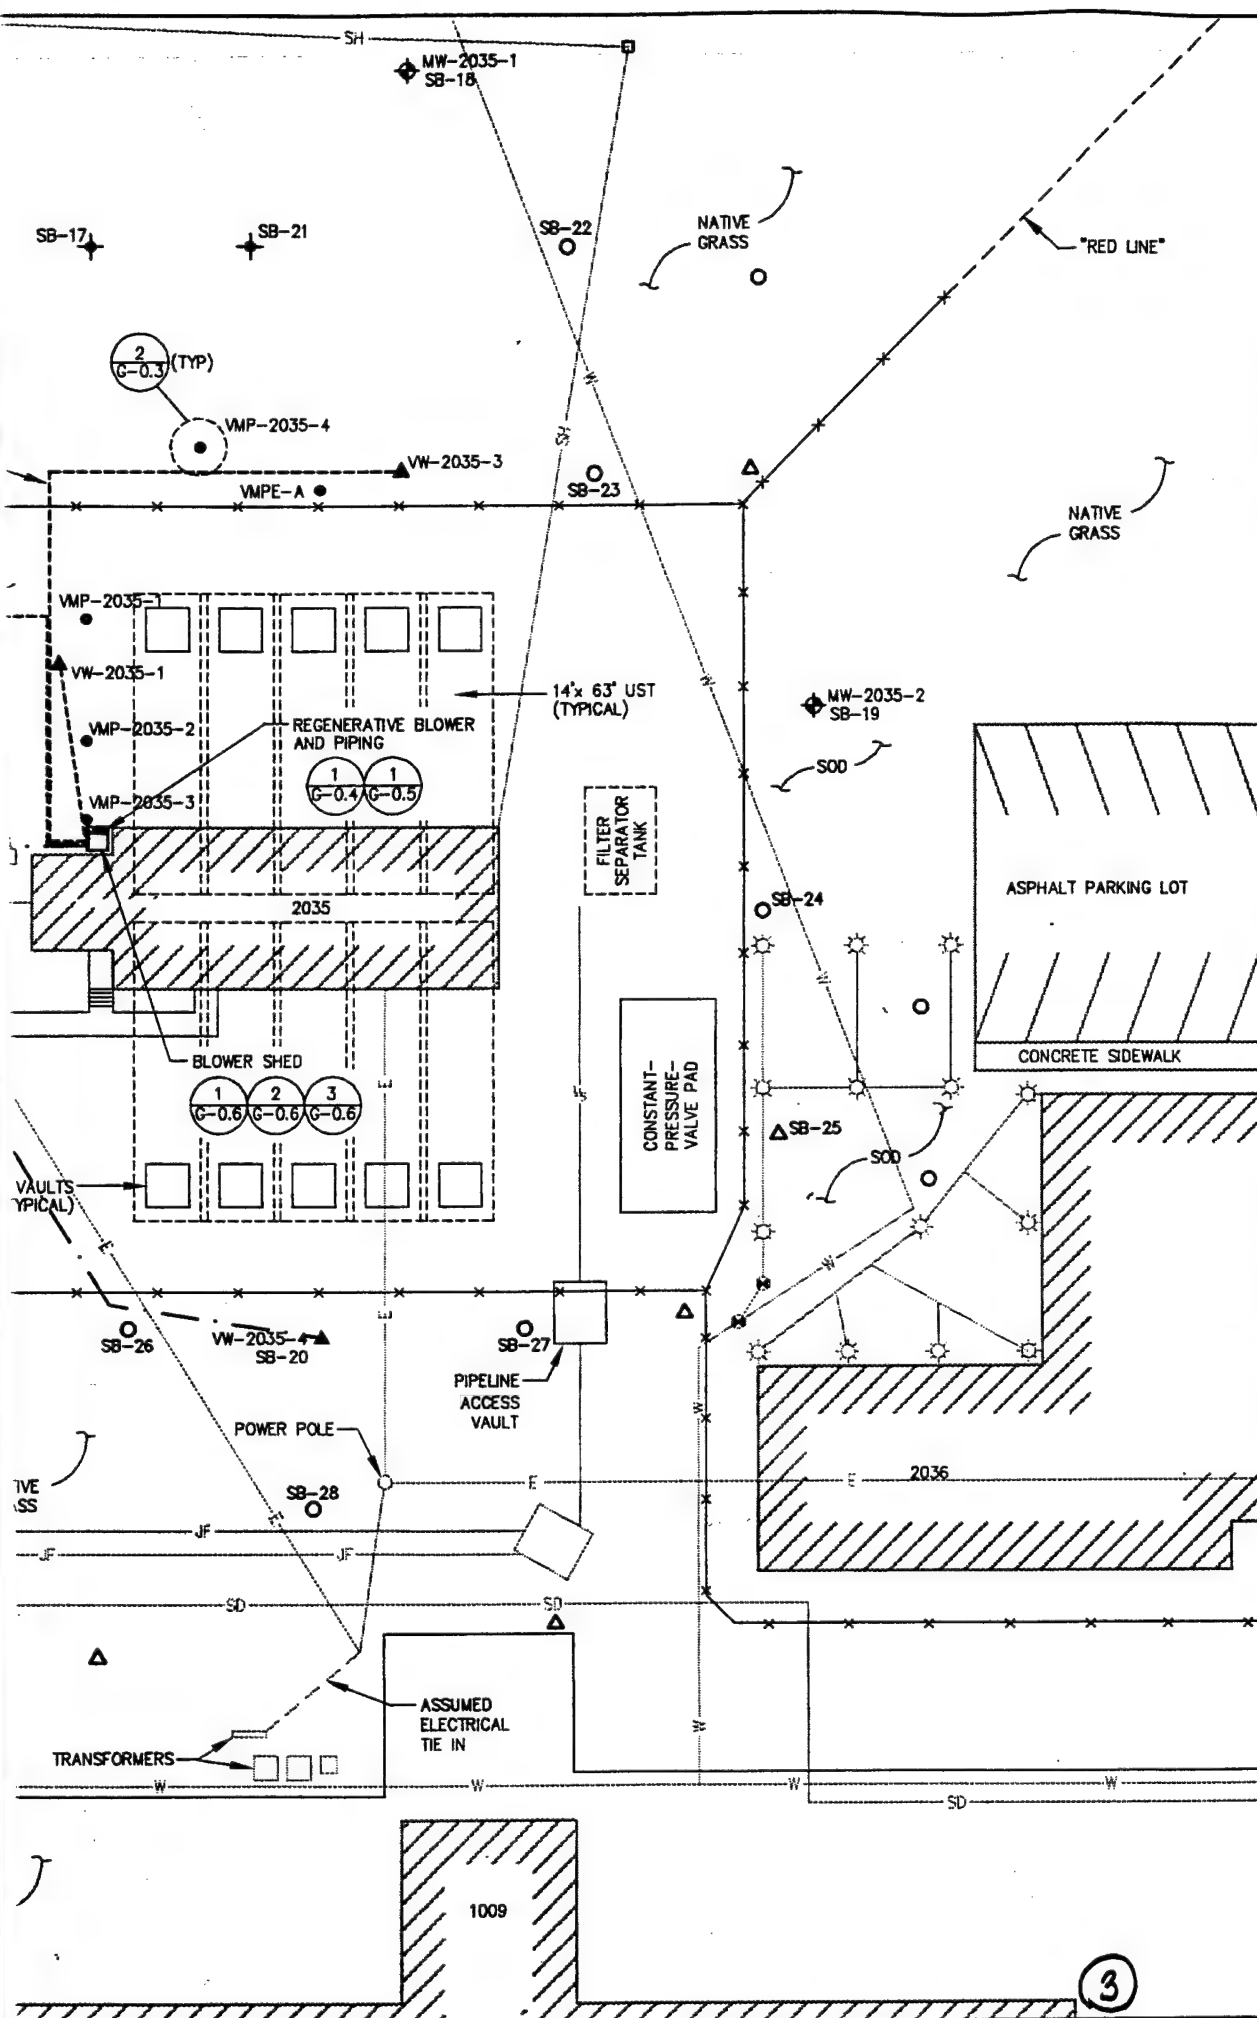 SH
MW-2035-1
SB-18
SB-17
SB-21
SB-22
NATIVE
GRASS
"RED LINE"
2
G-0.3
(TYP)
W
SH
VMP-2035-4
VW-2035-3
VMPE-A
SB-23
NATIVE
GRASS
VMP-2035-1
VW-2035-1
14'x 63' UST
(TYPICAL)
W
MW-2035-2
SB-19
VMP-2035-2
REGENERATIVE BLOWER
AND PIPING
SOD
1
G-0.4
1
G-0.5
VMP-2035-3
FILTER
SEPARATOR
TANK
ASPHALT PARKING LOT
SB-24
2035
W
BLOWER SHED
CONCRETE SIDEWALK
E
1
G-0.6
2
G-0.6
3
G-0.6
CONSTANT-
PRESSURE-
VALVE PAD
SB-25
SOD
VAULTS
YPICAL)
E
W
E
SB-26
VW-2035-4
SB-20
SB-27
PIPELINE
ACCESS
VAULT
W
POWER POLE
IVE
SS
E
E
2036
SB-28
E
JF
JF
JF
SD
SD
ASSUMED
ELECTRICAL
TIE IN
W
TRANSFORMERS
W
W
W
W
SD
1009
3